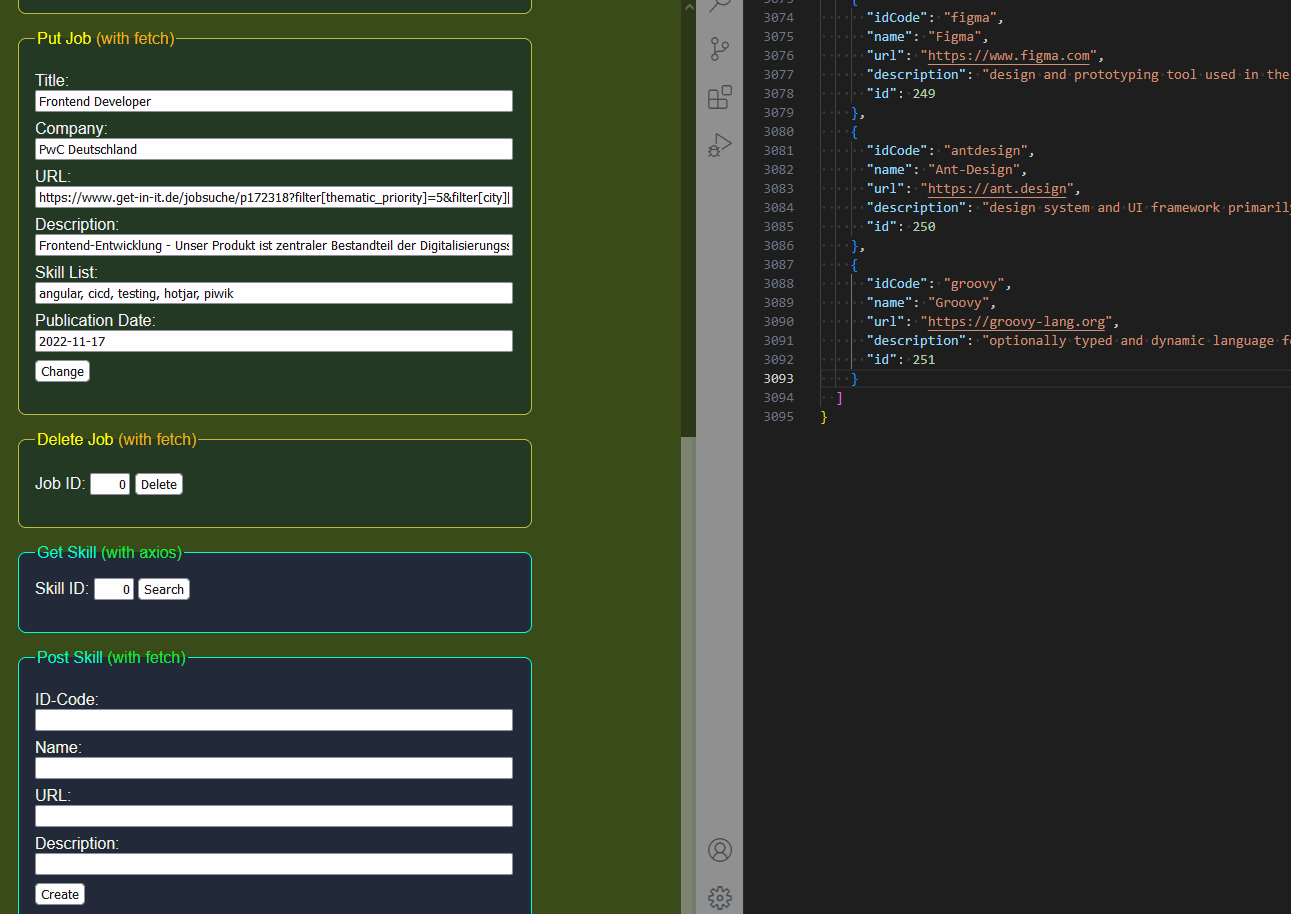 Put Job (with fetch)
Title:
Frontend Developer
Company:
PwC Deutschland
URL:
https://www.get-in-it.de/jobsuche/p172318?filter[thematic_priority]=5&filter[city][
Description:
Frontend-Entwicklung - Unser Produkt ist zentraler Bestandteil der Digitalisierungss
Skill List:
angular, cicd, testing, hotjar, piwik
Publication Date:
2022-11-17
Change
Delete Job (with fetch)
Job ID: 0 Delete
Get Skill (with axios)
Skill ID: 0 Search
Post Skill (with fetch)
ID-Code:
Name:
URL:
Description:
Create
3073 {
3074 "idCode": "figma",
3075 "name": "Figma",
3076 "url": "https://www.figma.com",
3077 "description": "design and prototyping tool used in the
3078 "id": 249
3079 },
3080 {
3081 "idCode": "antdesign",
3082 "name": "Ant-Design",
3083 "url": "https://ant.design",
3084 "description": "design system and UI framework primarily
3085 "id": 250
3086 },
3087 {
3088 "idCode": "groovy",
3089 "name": "Groovy",
3090 "url": "https://groovy-lang.org",
3091 "description": "optionally typed and dynamic language fo
3092 "id": 251
3093 }
3094 ]
3095 }